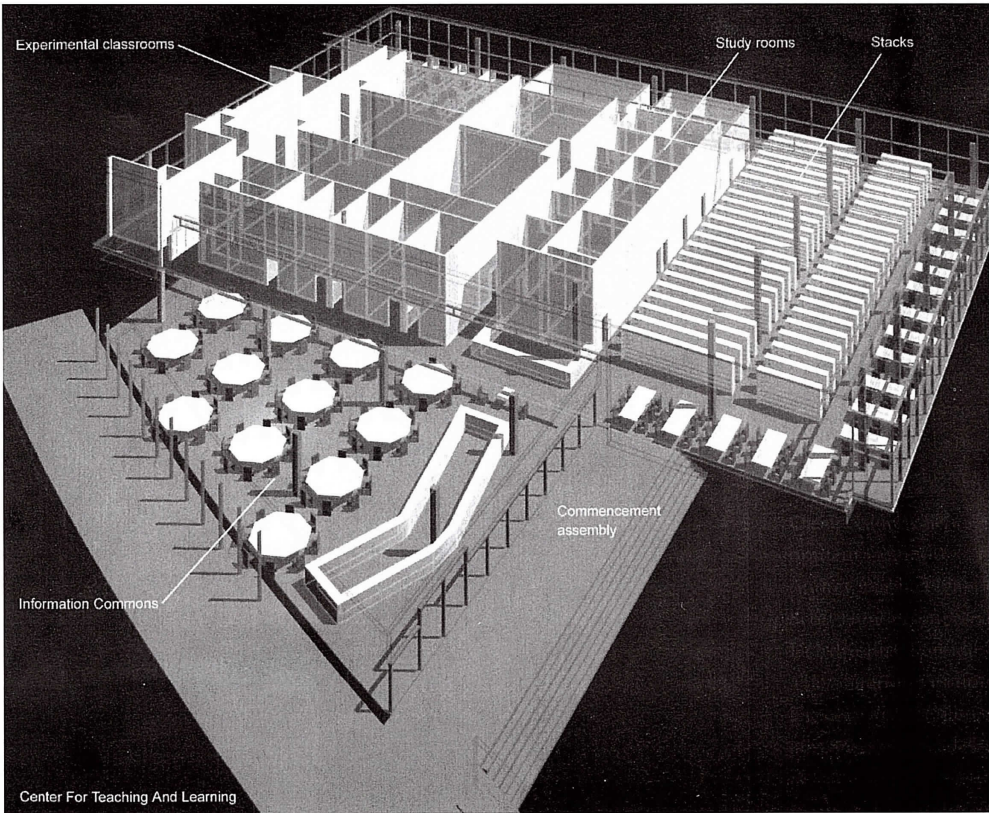 Experimental classrooms
Study rooms
Stacks
Commencement
assembly
Information Commons
Center For Teaching And Learning